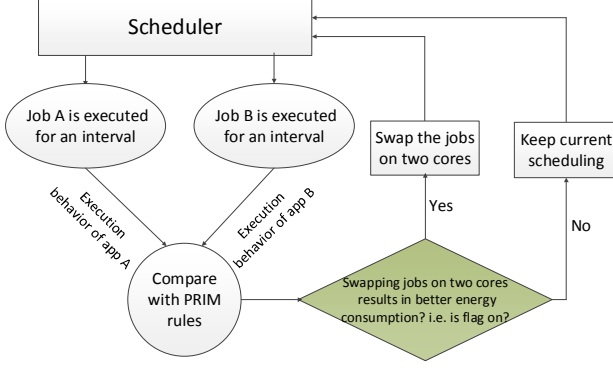 Scheduler
Job A is executed
for an interval
Job B is executed
for an interval
Swap the jobs
on two cores
Keep current
scheduling
Execution
behavior of app A
Execution
behavior of app B
Yes
No
Compare
with PRIM
rules
Swapping jobs on two cores
results in better energy
consumption? i.e. is flag on?